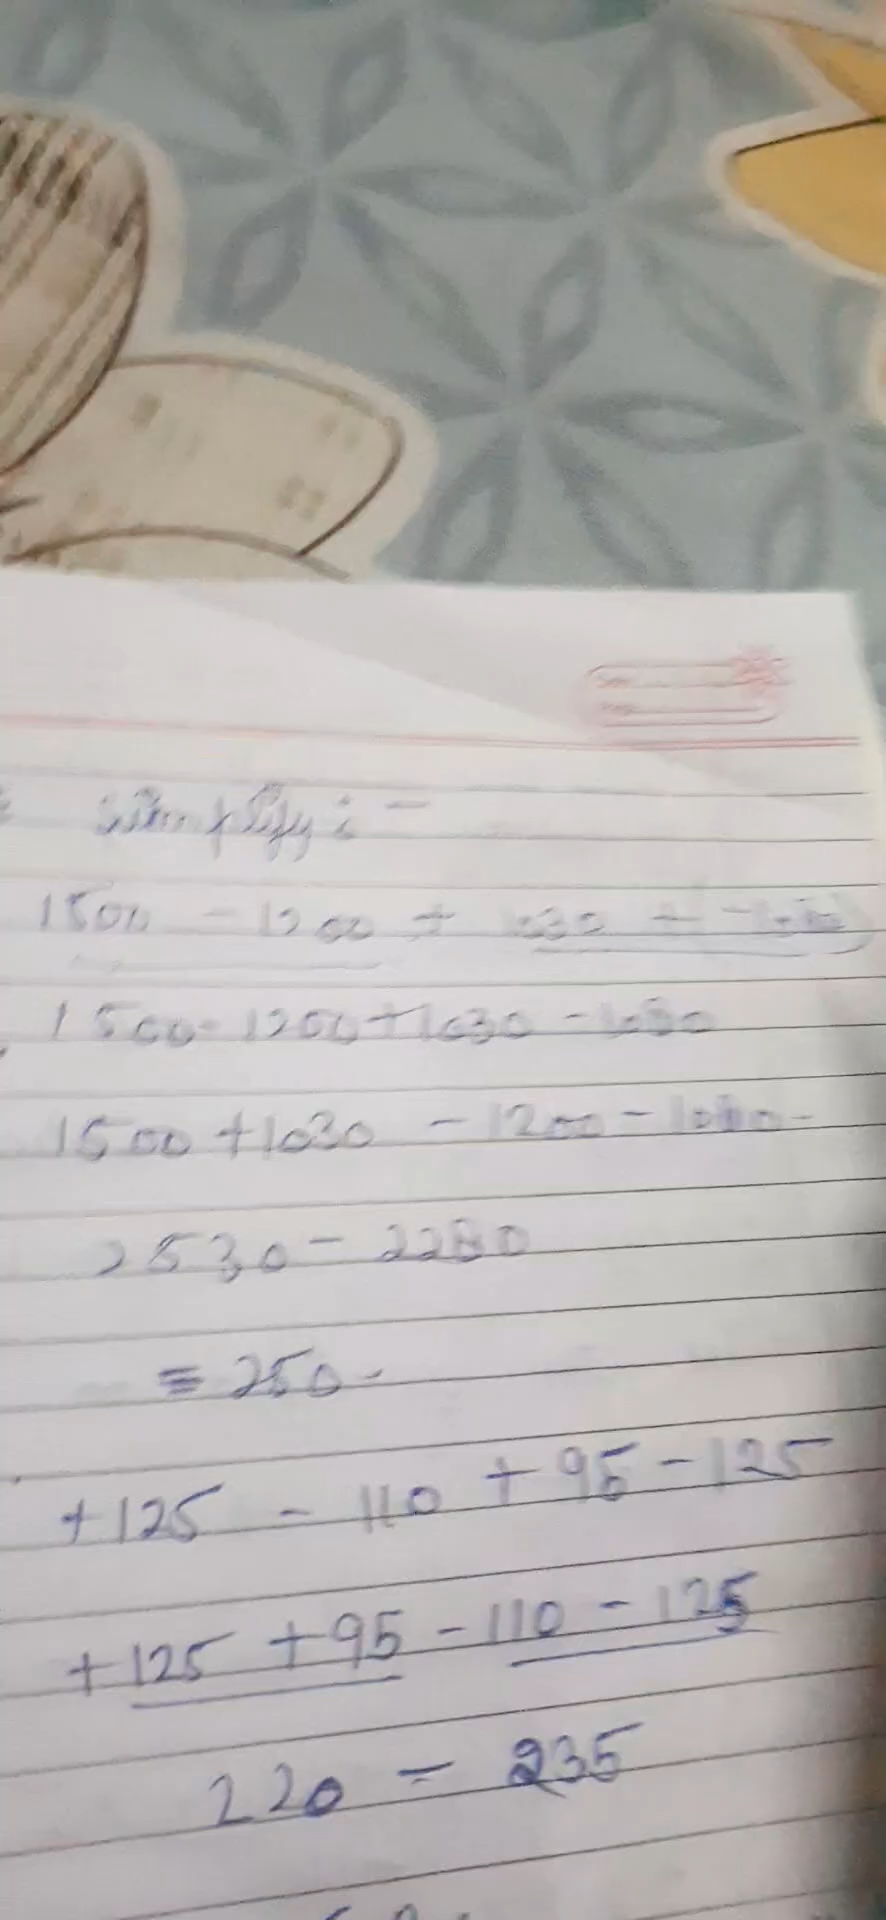 Simplify :-
1500 - 1200 + 1030 + (-1080)
1500 - 1200 + 1030 - 1080
1500 + 1030 - 1200 - 1080
2530 - 2280
= 250
+125 - 110 + 95 - 125
+125 + 95 - 110 - 125
220 - 235